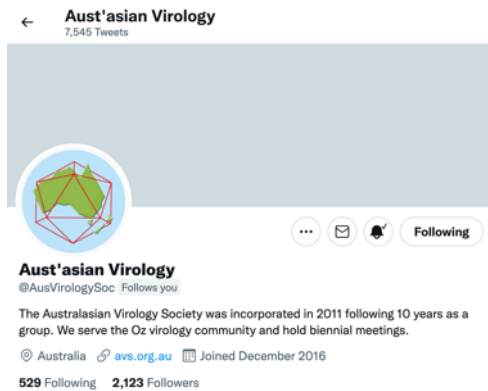 Aust'asian Virology
7,545 Tweets
Following
Aust'asian Virology
@AusVirologySoc Follows you
The Australasian Virology Society was incorporated in 2011 following 10 years as a
group. We serve the Oz virology community and hold biennial meetings.
Australia avs.org.au Joined December 2016
529 Following 2,123 Followers